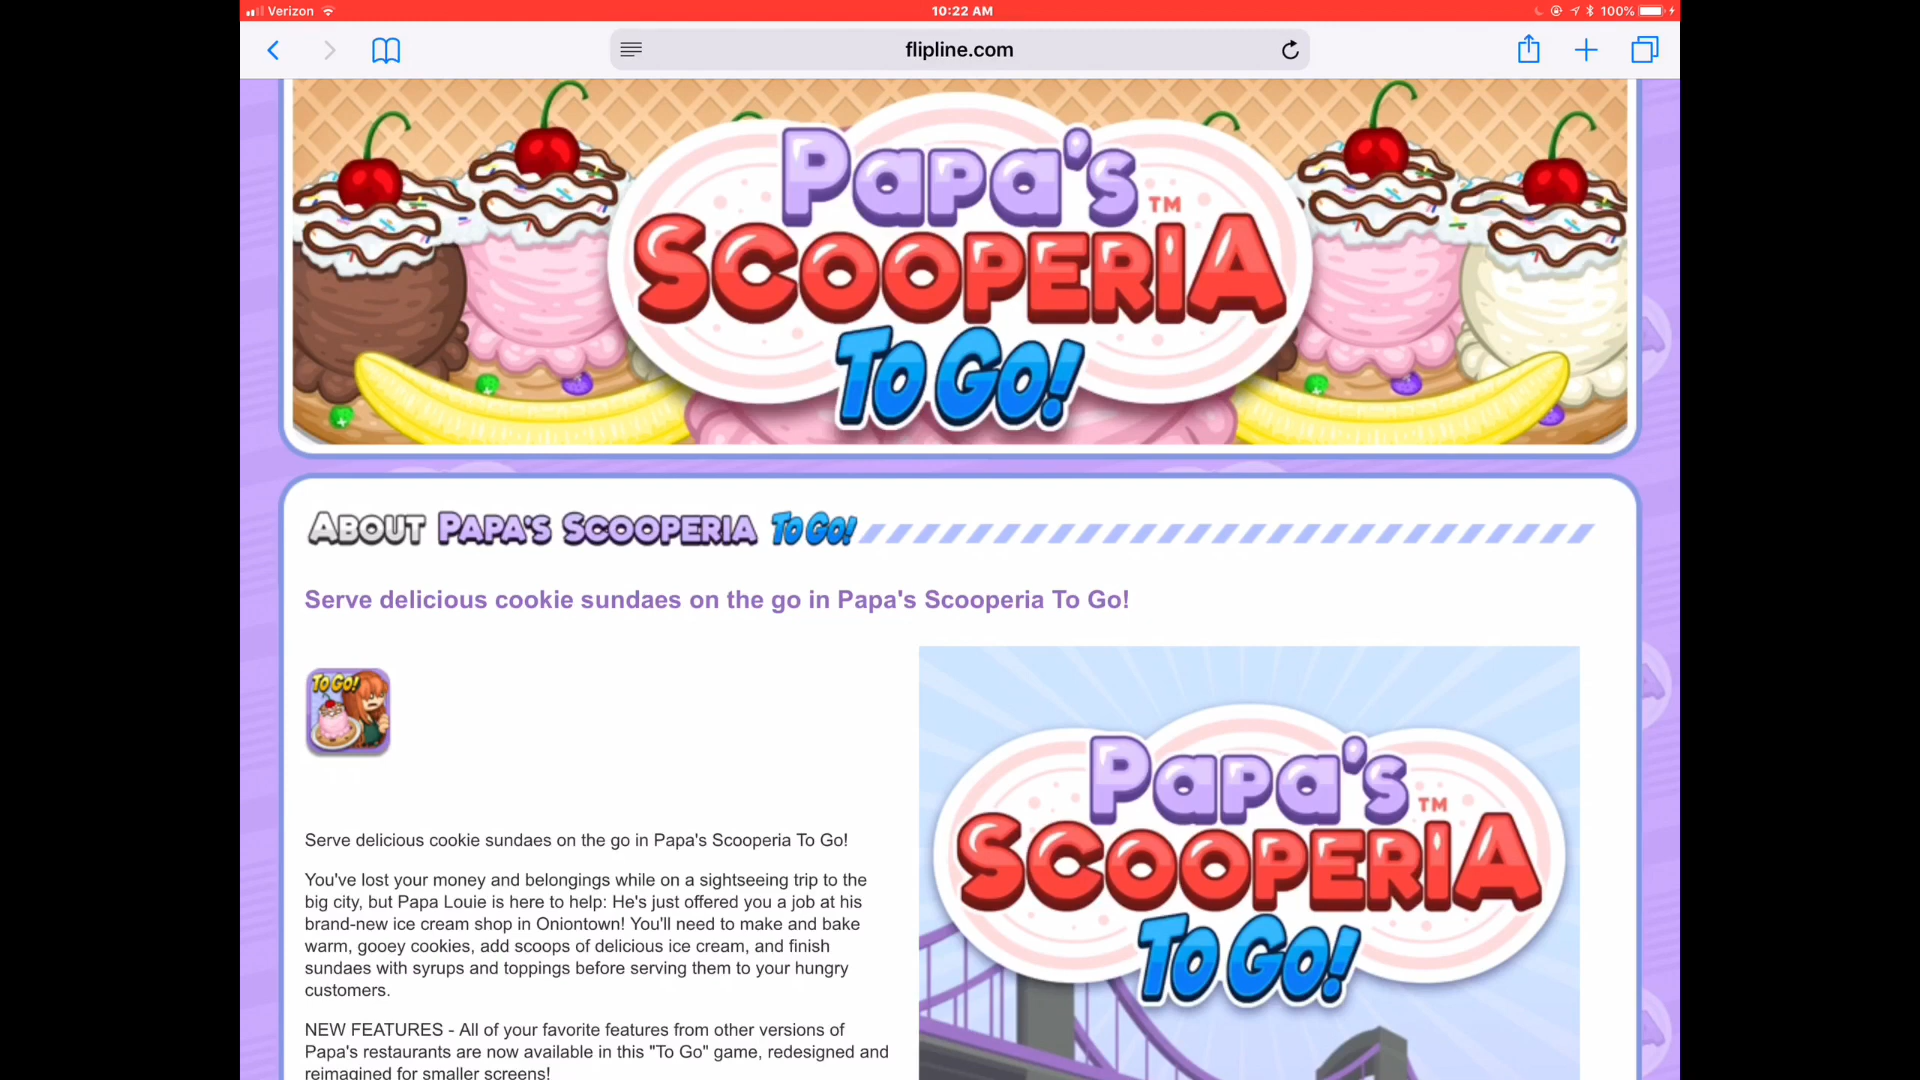 Verizon 10:22 AM 100%
flipline.com
Papa's™
SCOOPERIA
To Go!
About Papa's Scooperia To Go!
Serve delicious cookie sundaes on the go in Papa's Scooperia To Go!
To Go!
Serve delicious cookie sundaes on the go in Papa's Scooperia To Go!
You've lost your money and belongings while on a sightseeing trip to the
big city, but Papa Louie is here to help: He's just offered you a job at his
brand-new ice cream shop in Oniontown! You'll need to make and bake
warm, gooey cookies, add scoops of delicious ice cream, and finish
sundaes with syrups and toppings before serving them to your hungry
customers.
NEW FEATURES - All of your favorite features from other versions of
Papa's restaurants are now available in this "To Go" game, redesigned and
reimagined for smaller screens!
Papa's™
SCOOPERIA
To Go!